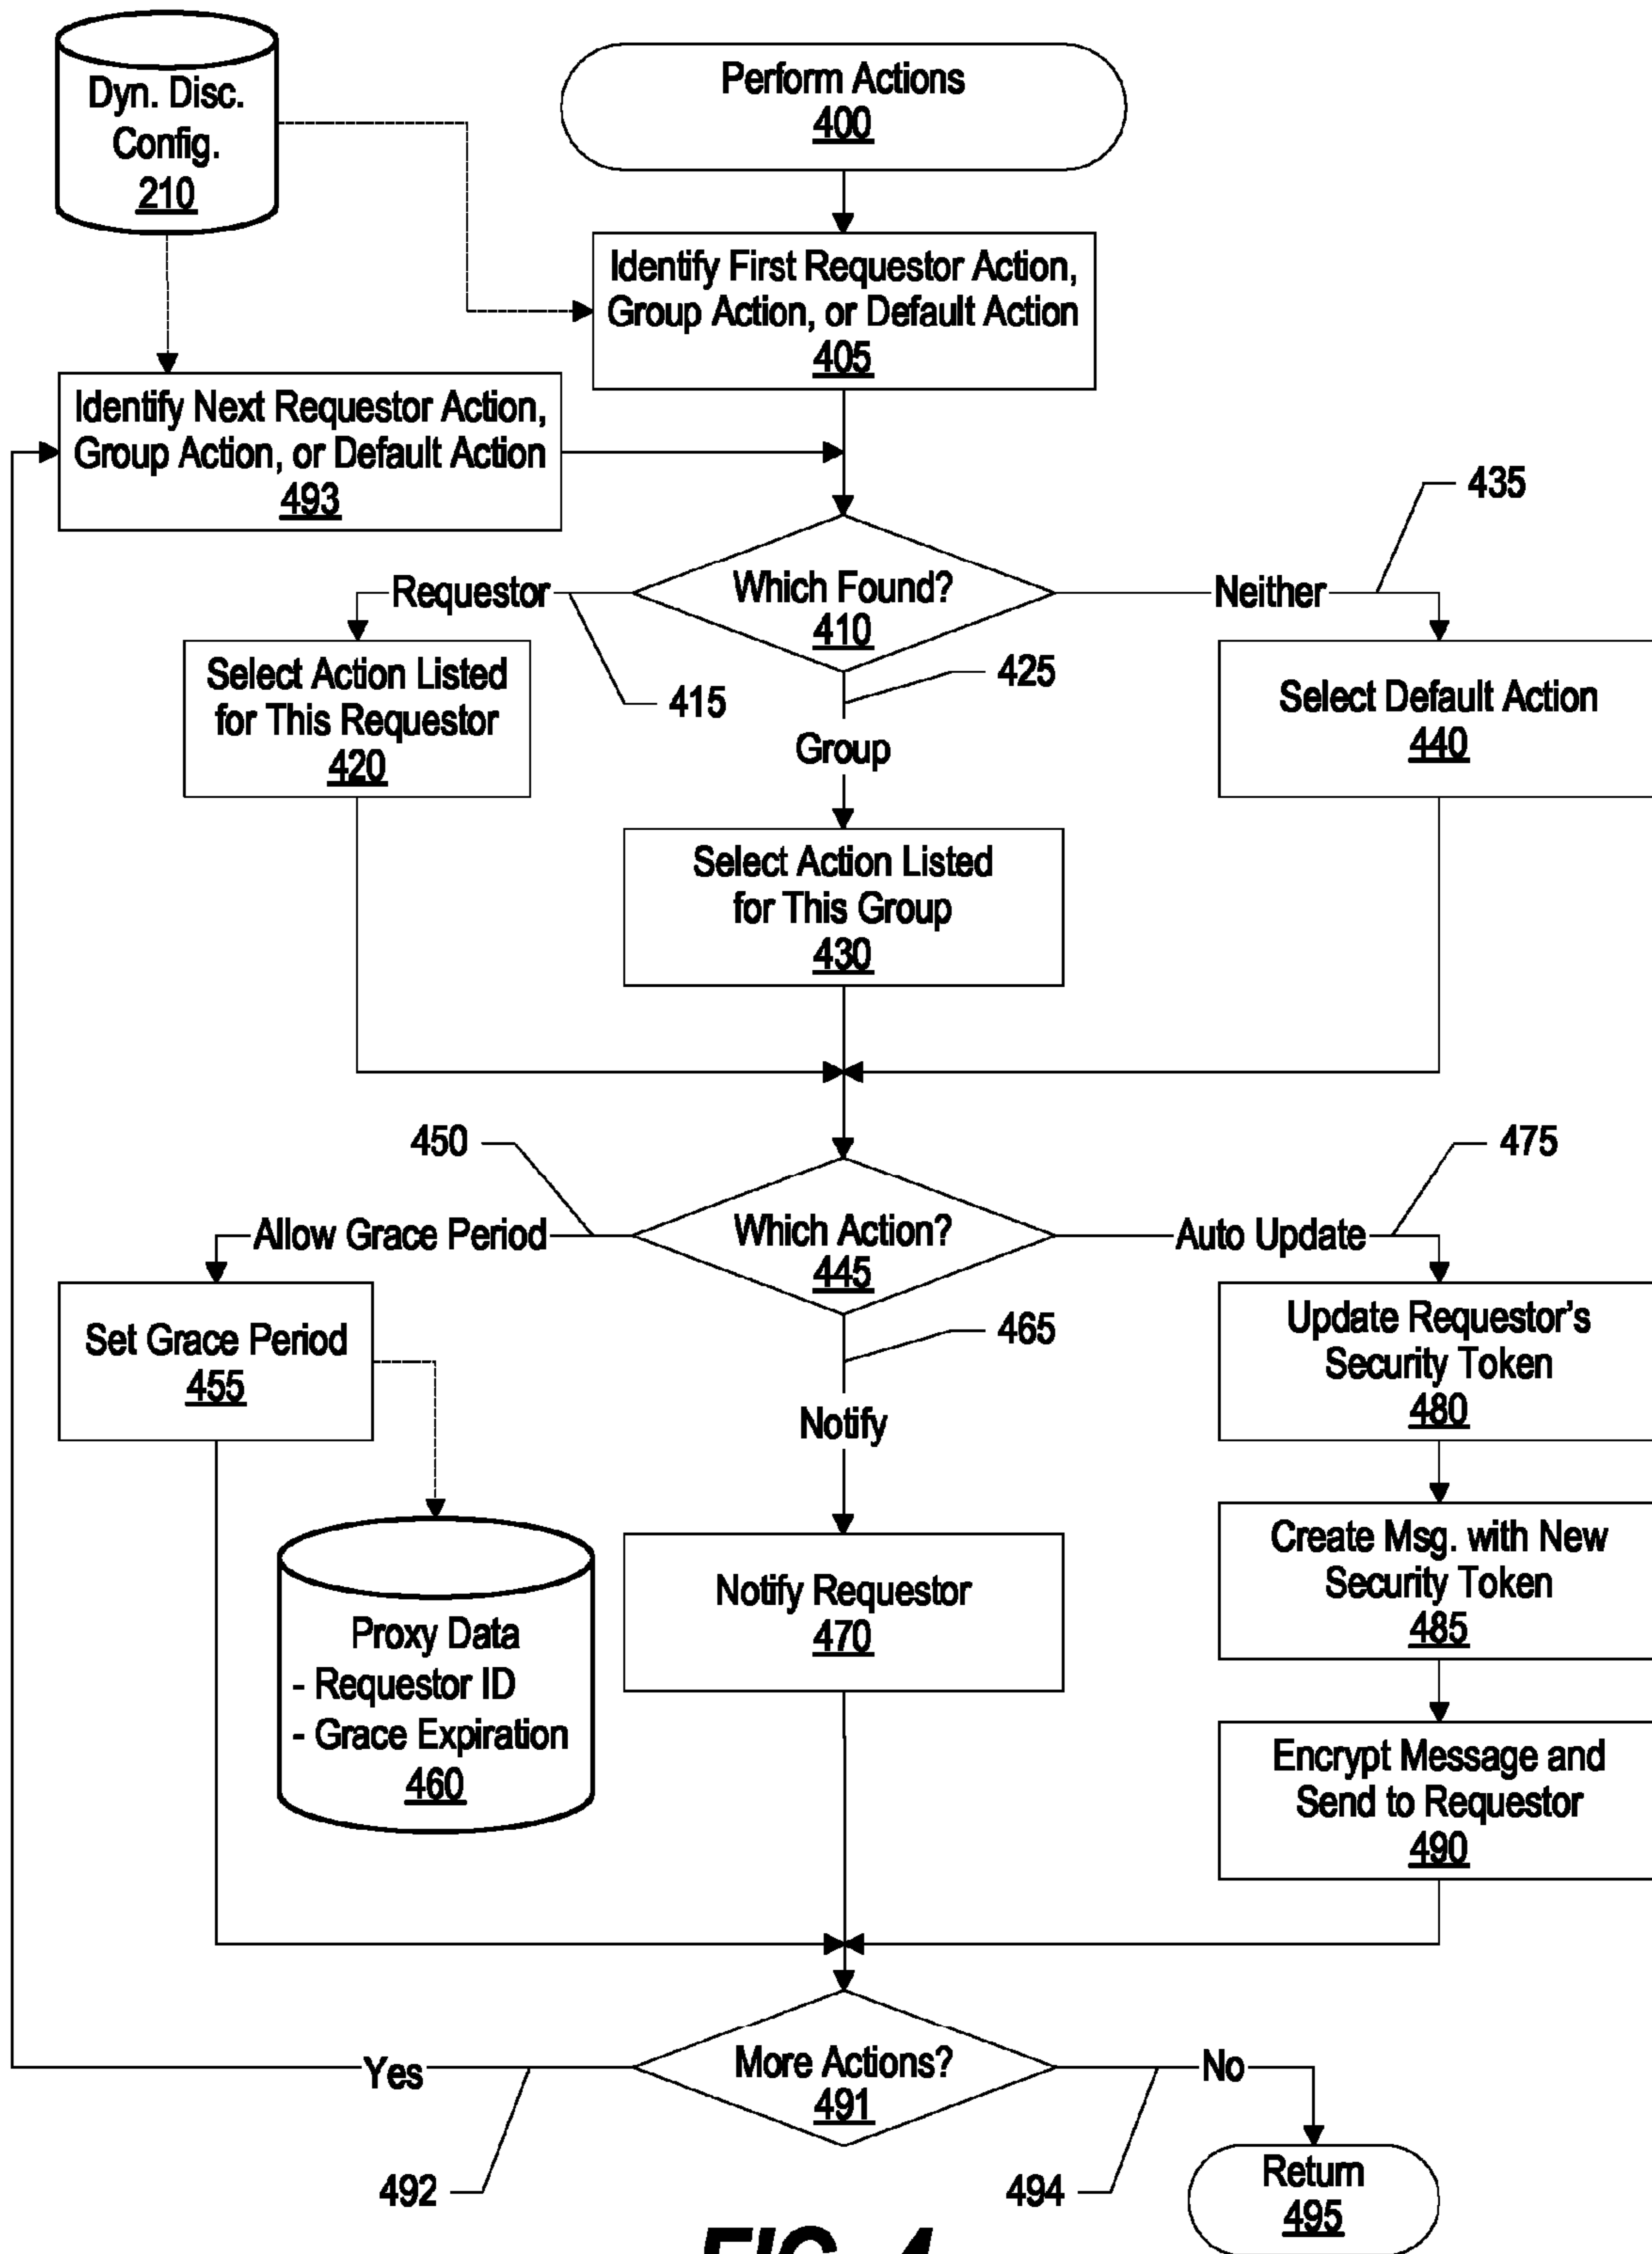 Dyn. Disc.
Config.
210
Perform Actions
400
Identify First Requestor Action,
Group Action, or Default Action
405
Identify Next Requestor Action,
Group Action, or Default Action
493
435
Requestor
Which Found?
410
Neither
Select Action Listed
for This Requestor
420
415
425
Select Default Action
440
Group
Select Action Listed
for This Group
430
450
475
Allow Grace Period
Which Action?
445
Auto Update
Set Grace Period
455
465
Update Requestor's
Security Token
480
Notify
Create Msg. with New
Security Token
485
Proxy Data
- Requestor ID
- Grace Expiration
460
Notify Requestor
470
Encrypt Message and
Send to Requestor
490
Yes
More Actions?
491
No
492
494
Return
495
FIG. 4